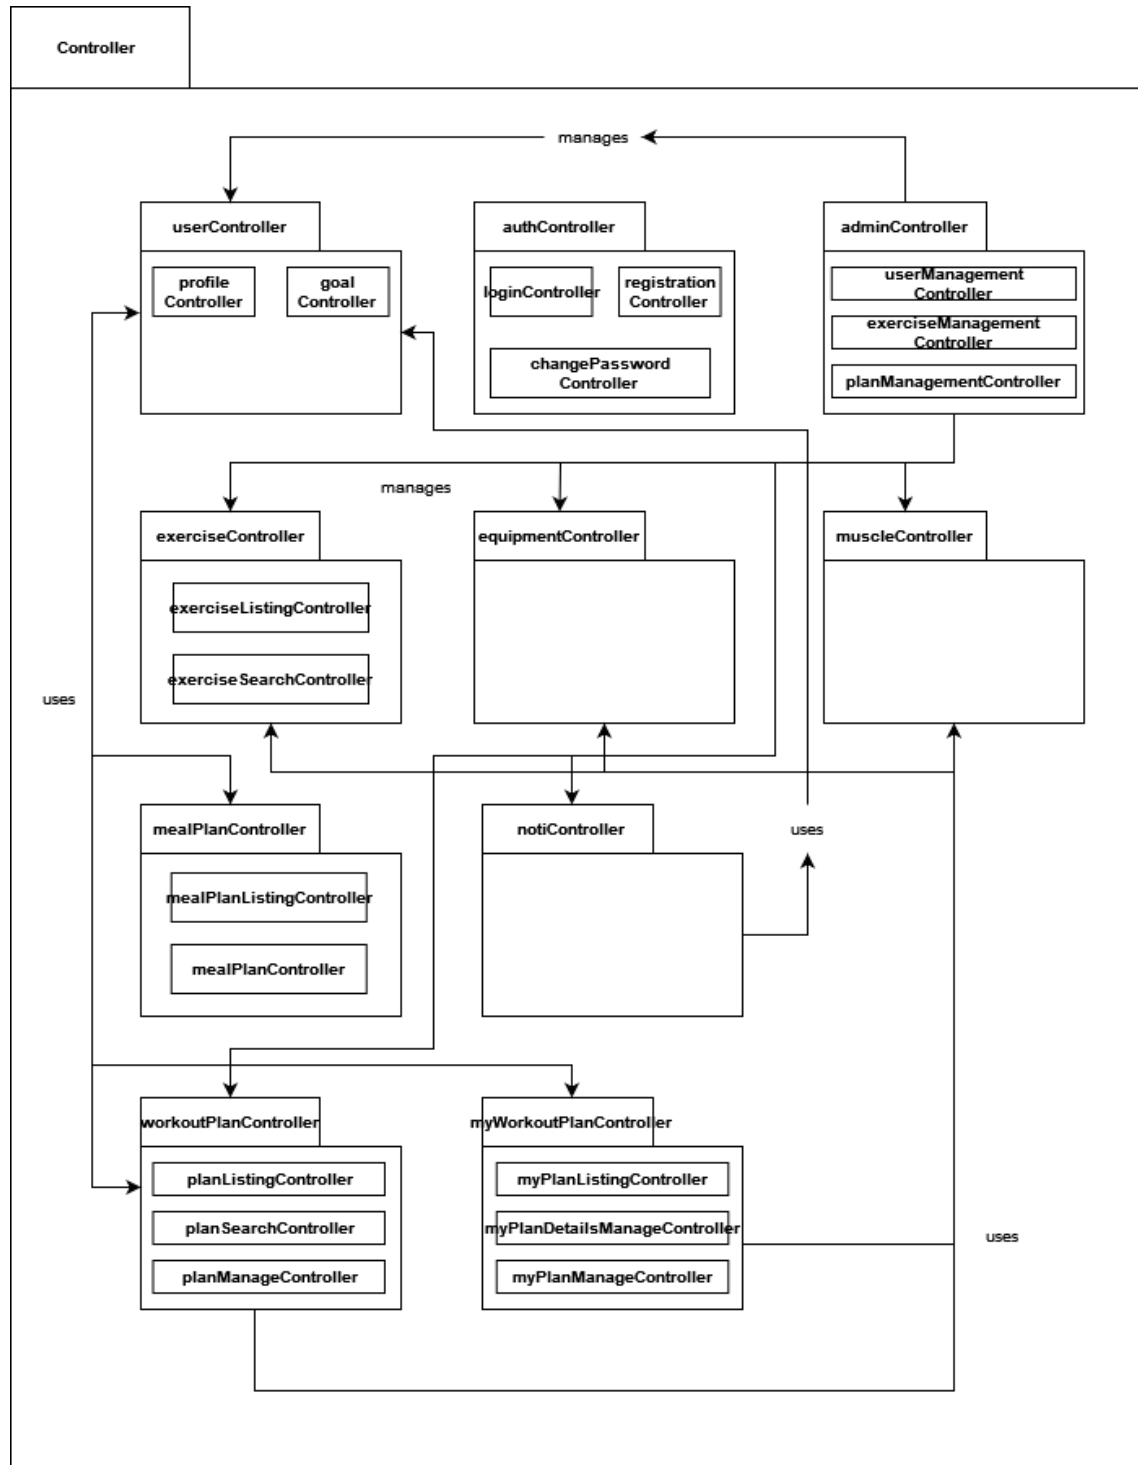 Controller
manages
userController
authController
adminController
profile
Controller
goal
Controller
loginController
registration
Controller
changePassword
Controller
userManagement
Controller
exerciseManagement
Controller
planManagementController
manages
exerciseController
equipmentController
muscleController
exerciseListingController
exerciseSearchController
uses
mealPlanController
notiController
uses
mealPlanListingController
mealPlanController
workoutPlanController
myWorkoutPlanController
planListingController
myPlanListingController
planSearchController
myPlanDetailsManageController
uses
planManageController
myPlanManageController